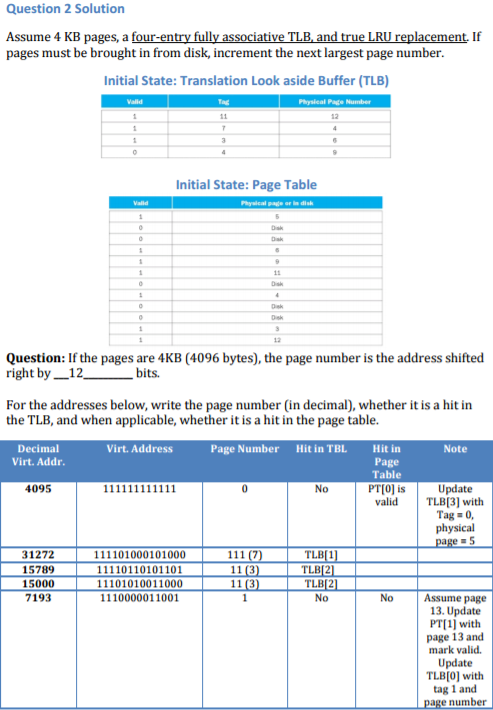 Question 2 Solution
Assume 4 KB pages, a four-entry fully associative TLB, and true LRU replacement. If
pages must be brought in from disk, increment the next largest page number.
Initial State: Translation Look aside Buffer (TLB)
Valid Tag Physical Page Number
1 11 12
1 7 4
1 3 6
0 4 9
Initial State: Page Table
Valid Physical page or in disk
1 5
0 Disk
0 Disk
1 6
1 9
1 11
0 Disk
1 4
0 Disk
0 Disk
1 3
1 12
Question: If the pages are 4KB (4096 bytes), the page number is the address shifted
right by __12________ bits.
For the addresses below, write the page number (in decimal), whether it is a hit in
the TLB, and when applicable, whether it is a hit in the page table.
Decimal Virt. Address Page Number Hit in TBL Hit in Note
Virt. Addr. Page
Table
4095 111111111111 0 No PT[0] is Update
valid TLB[3] with
Tag = 0,
physical
page = 5
31272 111101000101000 111 (7) TLB[1]
15789 11110110101101 11 (3) TLB[2]
15000 11101010011000 11 (3) TLB[2]
7193 1110000011001 1 No No Assume page
13. Update
PT[1] with
page 13 and
mark valid.
Update
TLB[0] with
tag 1 and
page number